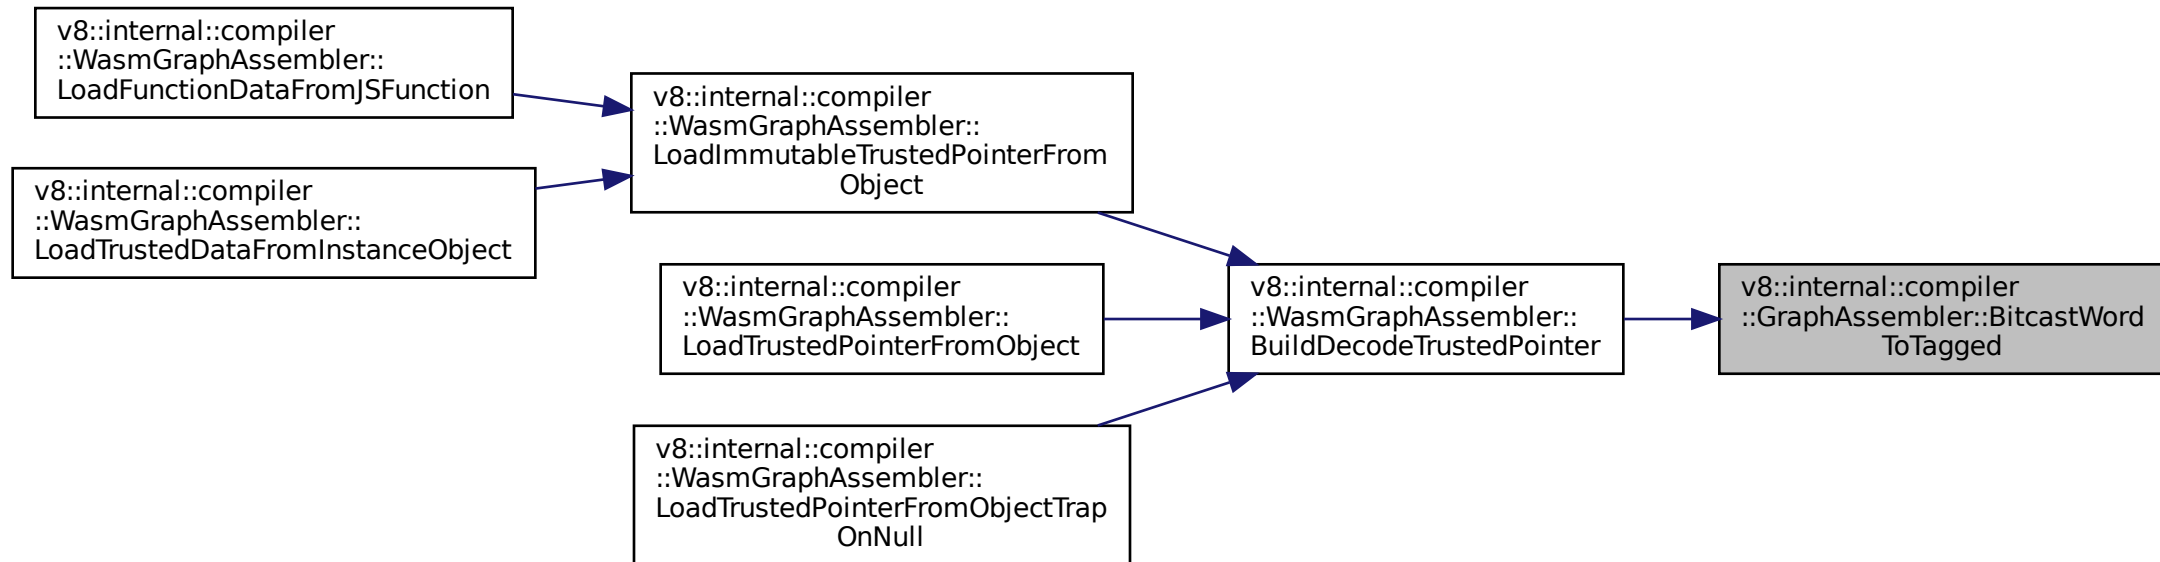 v8::internal::compiler
::WasmGraphAssembler::
LoadFunctionDataFromJSFunction
v8::internal::compiler
::WasmGraphAssembler::
LoadTrustedDataFromInstanceObject
v8::internal::compiler
::WasmGraphAssembler::
LoadImmutableTrustedPointerFrom
Object
v8::internal::compiler
::WasmGraphAssembler::
LoadTrustedPointerFromObject
v8::internal::compiler
::WasmGraphAssembler::
LoadTrustedPointerFromObjectTrap
OnNull
v8::internal::compiler
::WasmGraphAssembler::
BuildDecodeTrustedPointer
v8::internal::compiler
::GraphAssembler::BitcastWord
ToTagged